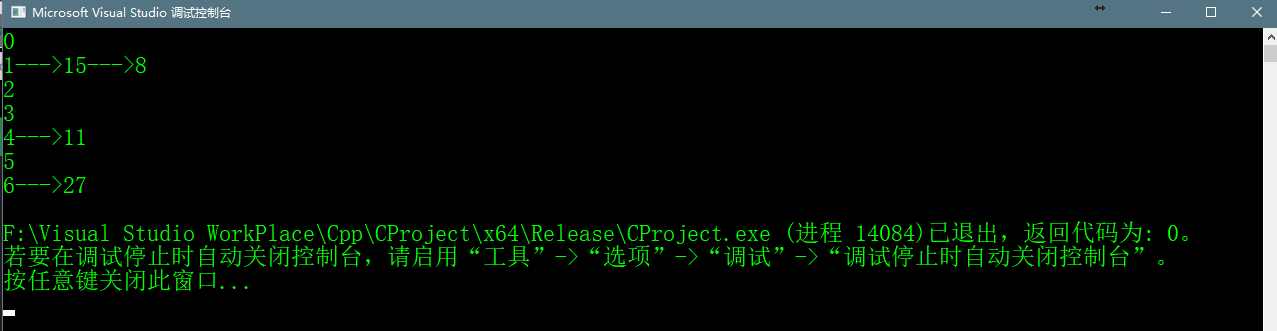 Microsoft Visual Studio 调试控制台
0
1--->15--->8
2
3
4--->11
5
6--->27
F:\Visual Studio WorkPlace\Cpp\CProject\x64\Release\CProject.exe (进程 14084)已退出，返回代码为: 0。
若要在调试停止时自动关闭控制台，请启用“工具”->“选项”->“调试”->“调试停止时自动关闭控制台”。
按任意键关闭此窗口...